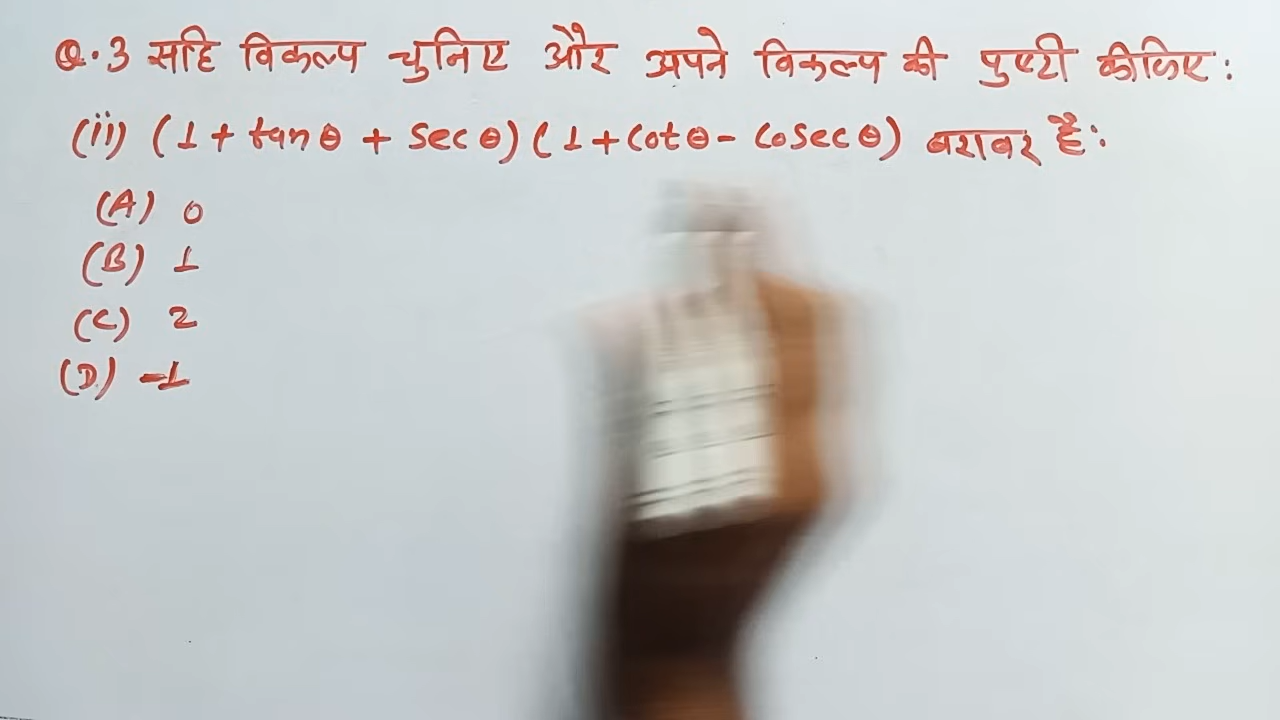 Q.3 सहि विकल्प चुनिए और अपने विकल्प की पुष्टी कीजिए:
(ii) (1 + tanθ + Secθ) (1 + Cotθ - Cosecθ) बराबर है:
(A) 0
(B) 1
(C) 2
(D) -1